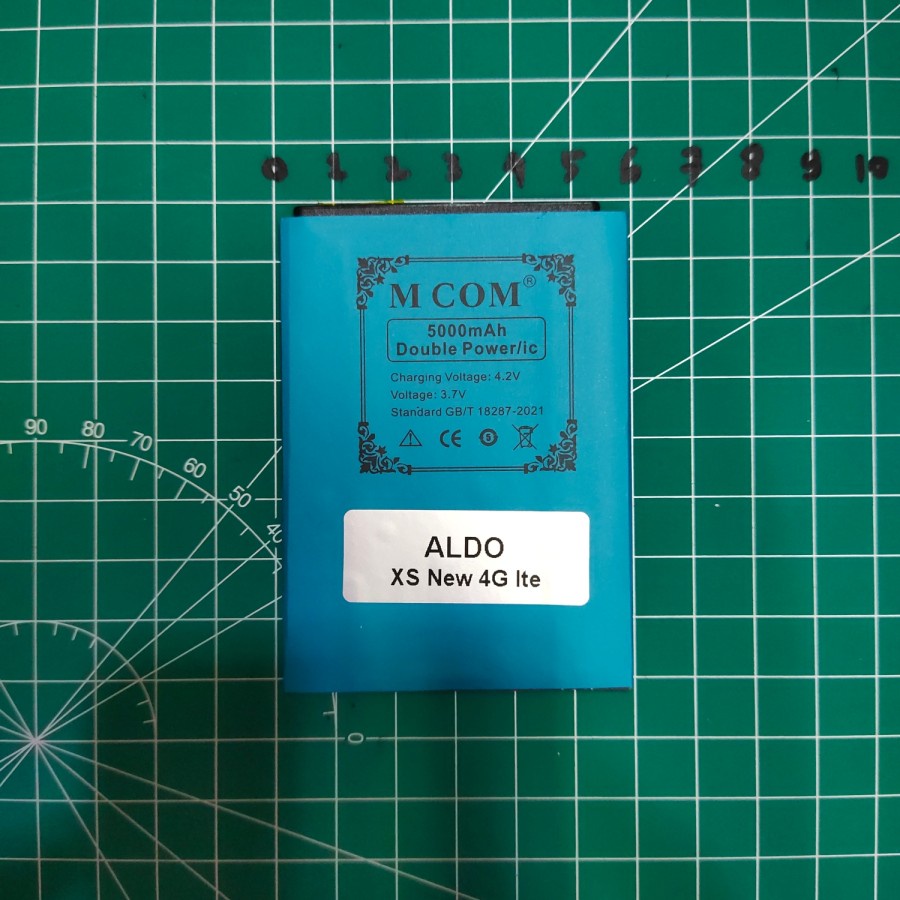 0 1 2 3 4 5 6 7 8 9 10
M COM®
5000mAh
Double Power/ic
Charging Voltage: 4.2V
Voltage: 3.7V
Standard GB/T 18287-2021
CE
ALDO
XS New 4G lte
90 80 70 60 50 40
0